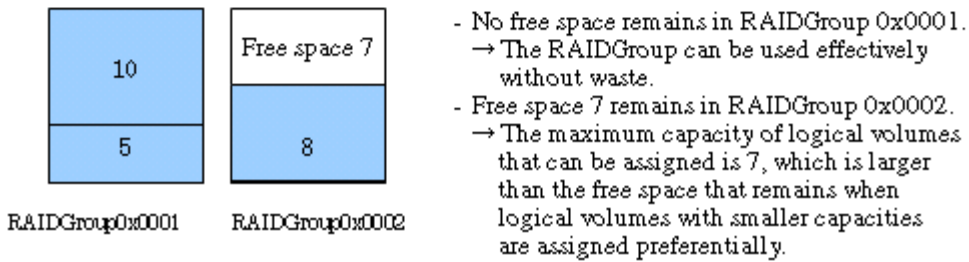 10
5
RAIDGroup0x0001
Free space 7
8
RAIDGroup0x0002
- No free space remains in RAIDGroup 0x0001.
→ The RAIDGroup can be used effectively
without waste.
- Free space 7 remains in RAIDGroup 0x0002.
→ The maximum capacity of logical volumes
that can be assigned is 7, which is larger
than the free space that remains when
logical volumes with smaller capacities
are assigned preferentially.